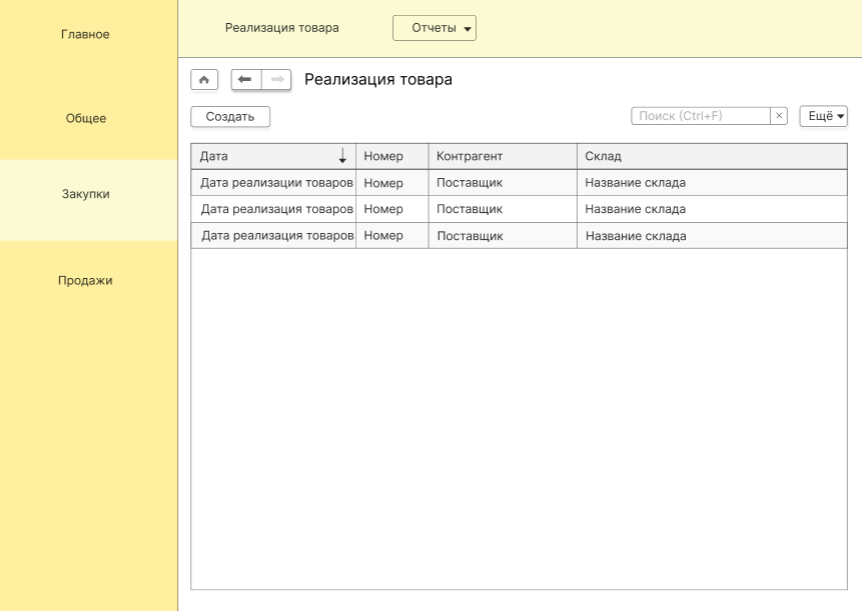 Главное
Общее
Закупки
Продажи
Реализация товара
Отчеты
Реализация товара
Создать
Поиск (Ctrl+F)
×
Ещё
Дата Номер Контрагент Склад
Дата реализации товаров Номер Поставщик Название склада
Дата реализация товаров Номер Поставщик Название склада
Дата реализация товаров Номер Поставщик Название склада